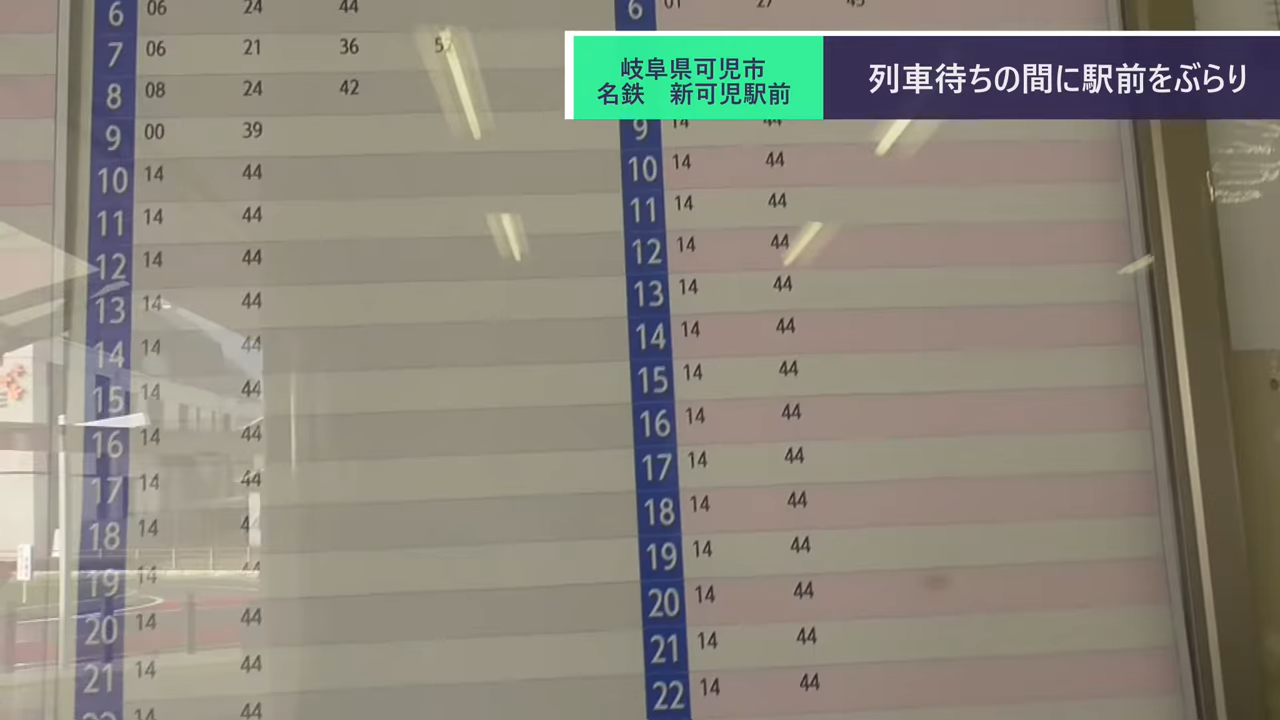 岐阜県可児市
名鉄　新可児駅前
列車待ちの間に駅前をぶらり
6 06 24 44
7 06 21 36
8 08 24 42
9 00 39
10 14 44
11 14 44
12 14 44
13 14 44
14 14 44
15 14 44
16 14 44
17 14 44
18 14
19 14
20 14 44
21 14 44
14 44
6
9 14 44
10 14 44
11 14 44
12 14 44
13 14 44
14 14 44
15 14 44
16 14 44
17 14 44
18 14 44
19 14 44
20 14 44
21 14 44
22 14 44